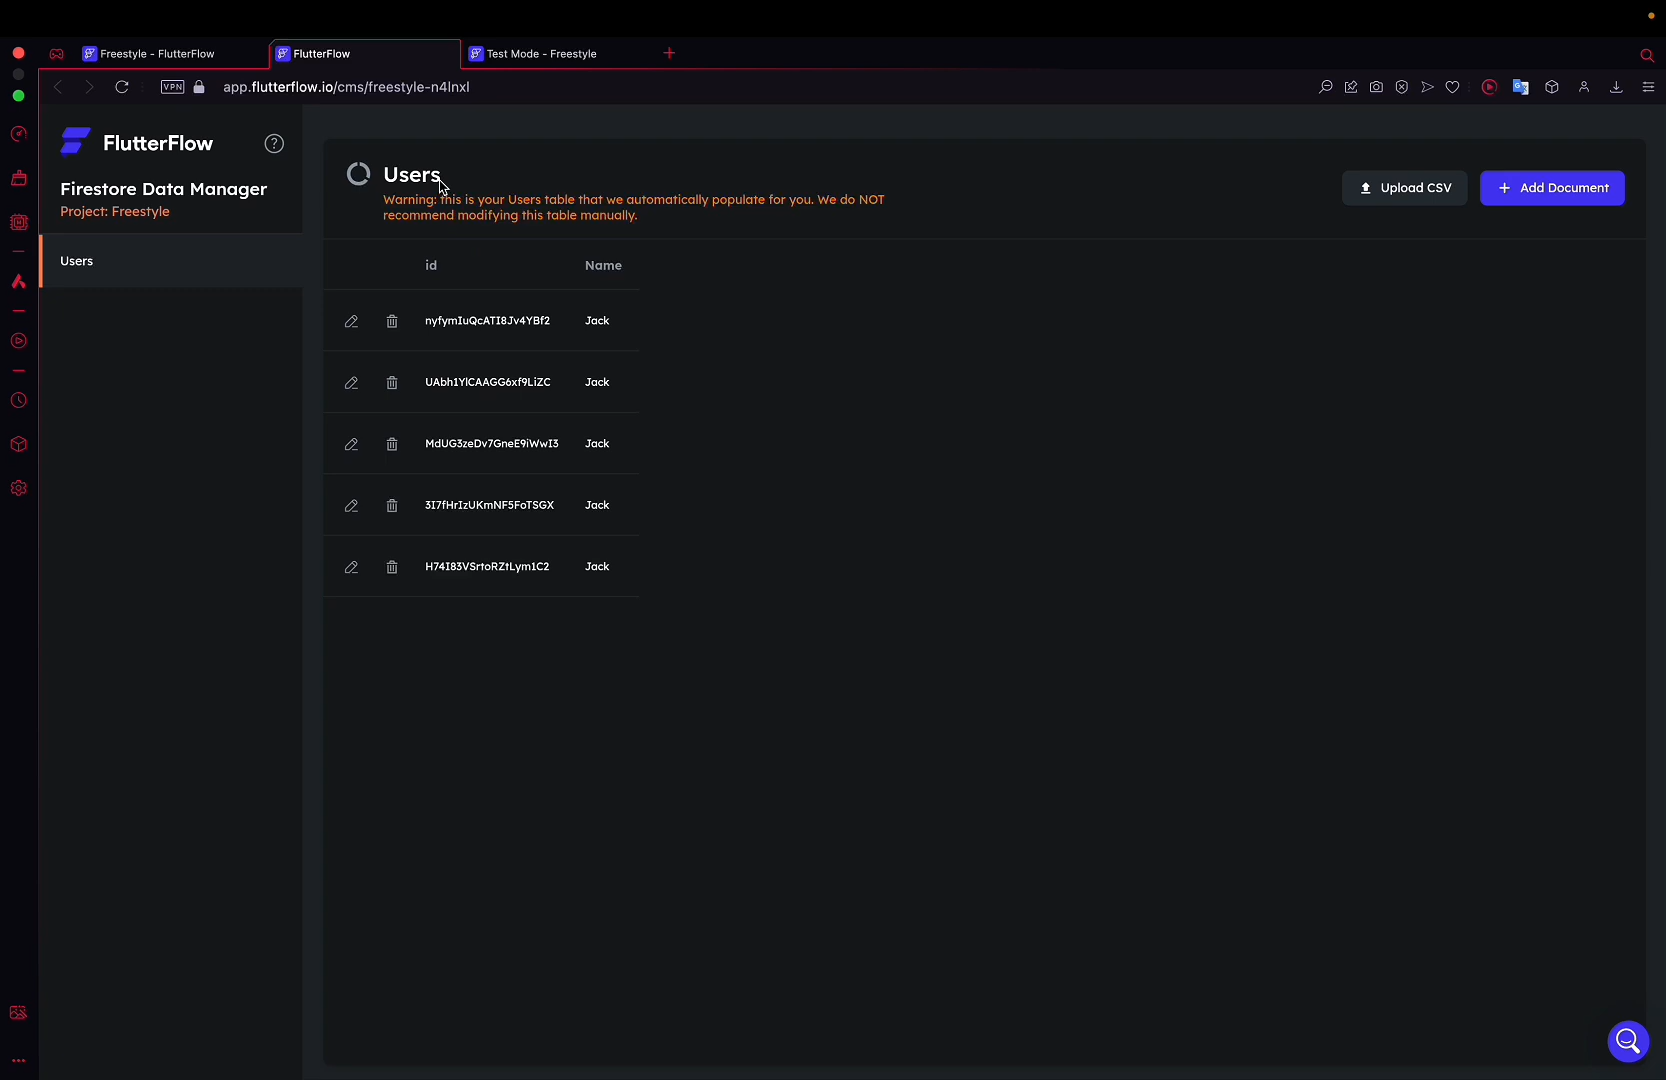 Freestyle - FlutterFlow
FlutterFlow
Test Mode - Freestyle
VPN
app.flutterflow.io/cms/freestyle-n4lnxl
FlutterFlow
Firestore Data Manager
Project: Freestyle
Users
Users
Warning: this is your Users table that we automatically populate for you. We do NOT
recommend modifying this table manually.
Upload CSV
+ Add Document
id Name
nyfymIuQcATI8Jv4YBf2 Jack
UAbh1YlCAAGG6xf9LiZC Jack
MdUG3zeDv7GneE9iWwI3 Jack
3I7fHrIzUKmNF5FoTSGX Jack
H74I83VSrtoRZtLym1C2 Jack